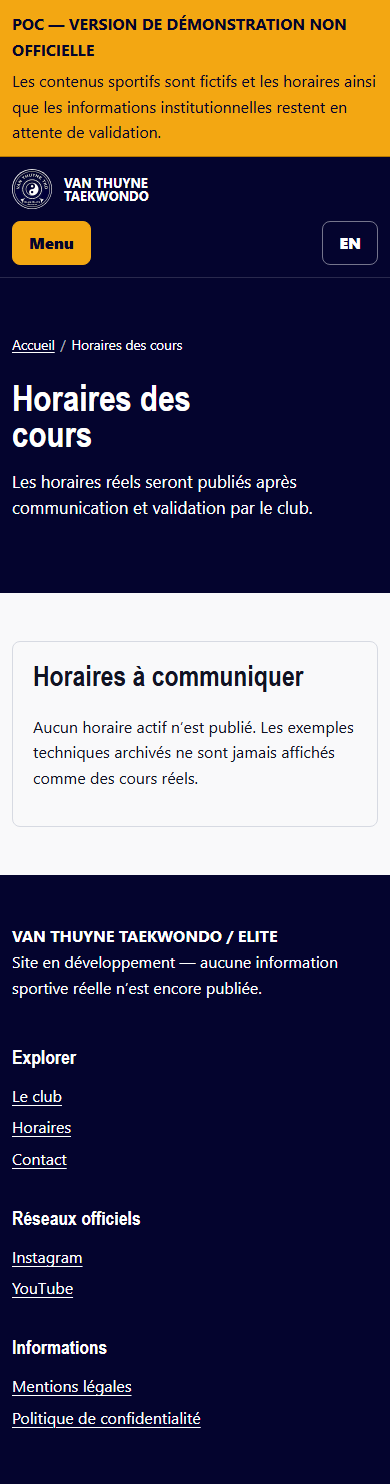 POC — VERSION DE DÉMONSTRATION NON
OFFICIELLE
Les contenus sportifs sont fictifs et les horaires ainsi
que les informations institutionnelles restent en
attente de validation.
VAN THUYNE
TAEKWONDO
Menu
EN
Accueil / Horaires des cours
Horaires des
cours
Les horaires réels seront publiés après
communication et validation par le club.
Horaires à communiquer
Aucun horaire actif n’est publié. Les exemples
techniques archivés ne sont jamais affichés
comme des cours réels.
VAN THUYNE TAEKWONDO / ELITE
Site en développement — aucune information
sportive réelle n’est encore publiée.
Explorer
Le club
Horaires
Contact
Réseaux officiels
Instagram
YouTube
Informations
Mentions légales
Politique de confidentialité